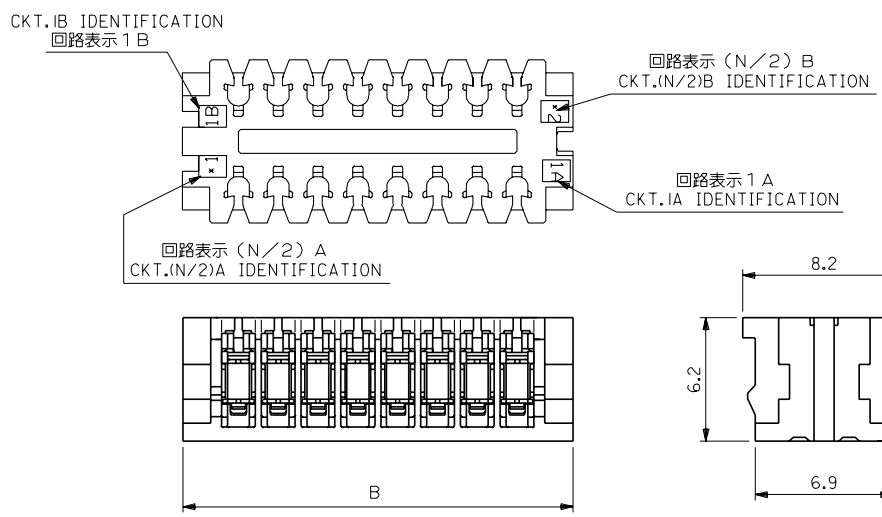 CKT.1B IDENTIFICATION
回路表示1B
回路表示(N/2)B
CKT.(N/2)B IDENTIFICATION
1B
*2
*1
1A
回路表示1A
CKT.1A IDENTIFICATION
回路表示(N/2)A
CKT.(N/2)A IDENTIFICATION
8.2
6.2
6.9
B